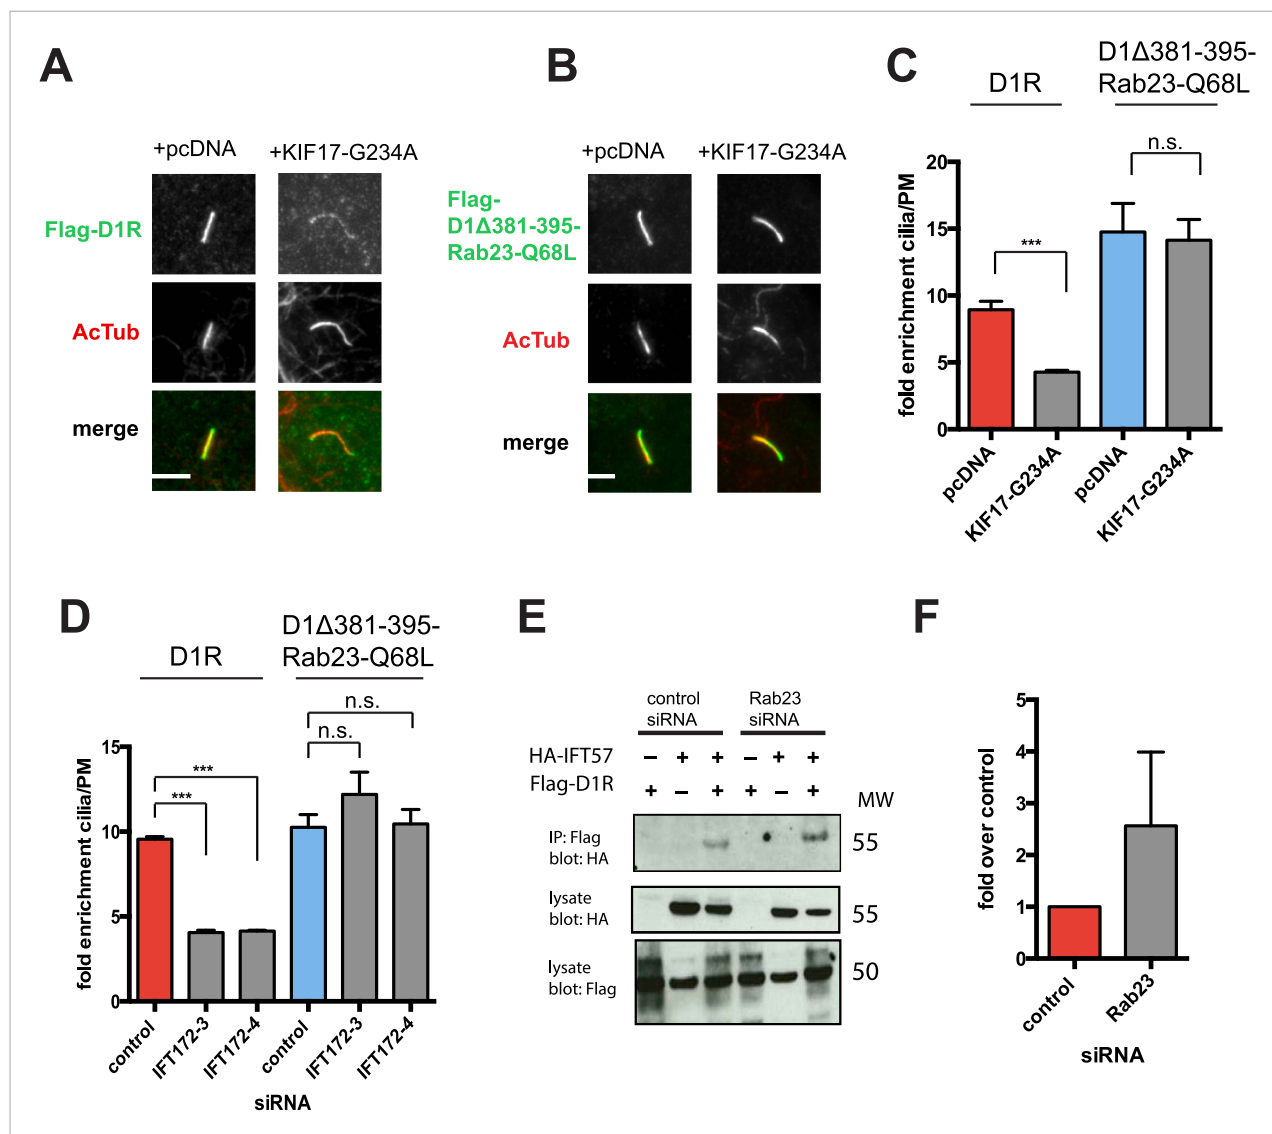 A
+pcDNA
+KIF17-G234A
Flag-D1R
AcTub
merge
B
+pcDNA
+KIF17-G234A
Flag-
D1Δ381-395-
Rab23-Q68L
AcTub
merge
C
D1R
D1Δ381-395-
Rab23-Q68L
fold enrichment cilia/PM
20
15
10
5
0
***
n.s.
pcDNA
KIF17-G234A
pcDNA
KIF17-G234A
D
D1R
D1Δ381-395-
Rab23-Q68L
fold enrichment cilia/PM
15
10
5
0
***
***
n.s.
n.s.
control
IFT172-3
IFT172-4
control
IFT172-3
IFT172-4
siRNA
E
control
siRNA
Rab23
siRNA
HA-IFT57 – + + – + +
Flag-D1R + – + + – +
MW
IP: Flag
blot: HA
55
lysate
blot: HA
55
lysate
blot: Flag
50
F
fold over control
5
4
3
2
1
0
control
Rab23
siRNA